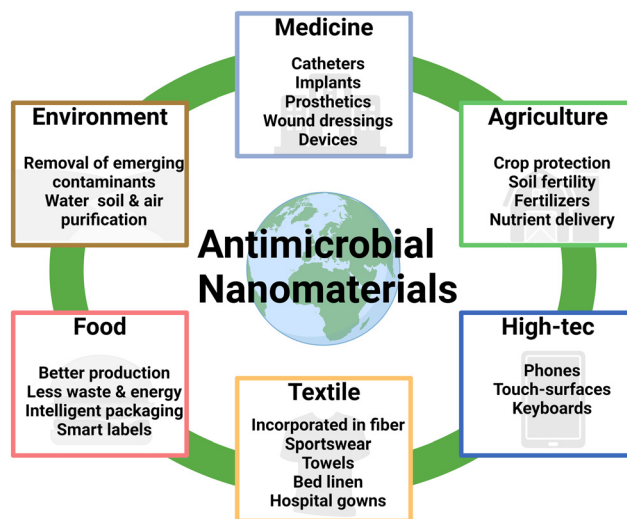 Medicine
Catheters
Implants
Prosthetics
Wound dressings
Devices
Environment
Removal of emerging
contaminants
Water soil & air
purification
Agriculture
Crop protection
Soil fertility
Fertilizers
Nutrient delivery
Antimicrobial
Nanomaterials
Food
Better production
Less waste & energy
Intelligent packaging
Smart labels
High-tec
Phones
Touch-surfaces
Keyboards
Textile
Incorporated in fiber
Sportswear
Towels
Bed linen
Hospital gowns